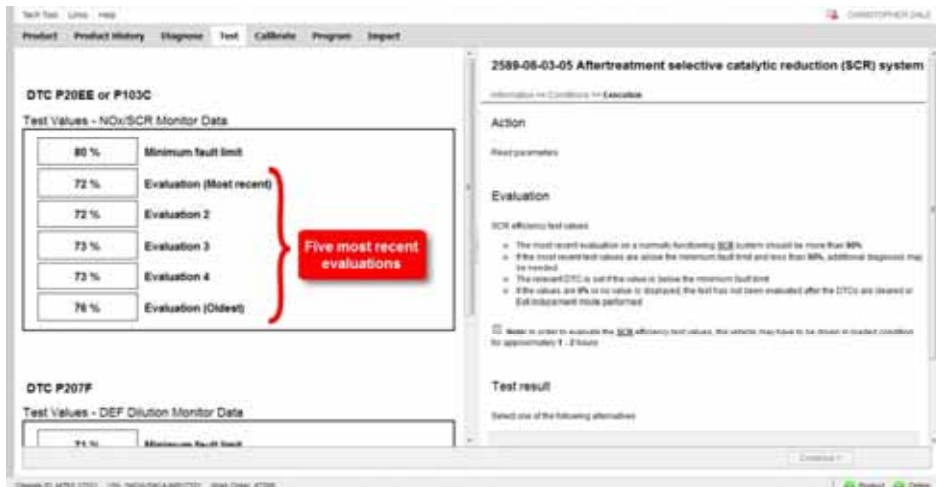 Tech Tool Links Help
CHRISTOPHER DALE
Product Product History Diagnose Test Calibrate Program Impact
DTC P20EE or P103C
Test Values - NOx/SCR Monitor Data
80 % Minimum fault limit
72 % Evaluation (Most recent)
72 % Evaluation 2
73 % Evaluation 3
73 % Evaluation 4
76 % Evaluation (Oldest)
Five most recent
evaluations
DTC P207F
Test Values - DEF Dilution Monitor Data
71 % Minimum fault limit
2589-08-03-05 Aftertreatment selective catalytic reduction (SCR) system
Information >> Conditions >> Execution
Action
Read parameters
Evaluation
SCR efficiency test values
The most recent evaluation on a normally functioning SCR system should be more than 90%
If the most recent test values are above the minimum fault limit and less than 90%, additional diagnosis may
be needed
The relevant DTC is set if the value is below the minimum fault limit
If the values are 0% or no value is displayed, the test has not been evaluated after the DTCs are cleared or
performed
Note: In order to evaluate the SCR efficiency test values, the vehicle may have to be driven in loaded condition
for approximately 1 - 2 hours
Test result
Select one of the following alternatives
Continue >
Product Online